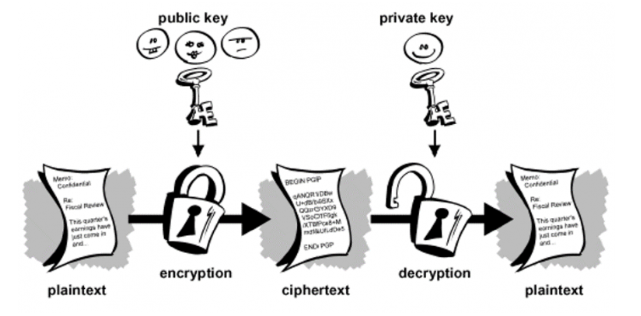 public key
private key
Memo:
Confidential
Re:
Fiscal Review
This quarter's
earnings have
just come in
and...
BEGIN PGP
END PGP
Memo:
Confidential
Re:
Fiscal Review
This quarter's
earnings have
just come in
and...
encryption
decryption
plaintext
ciphertext
plaintext